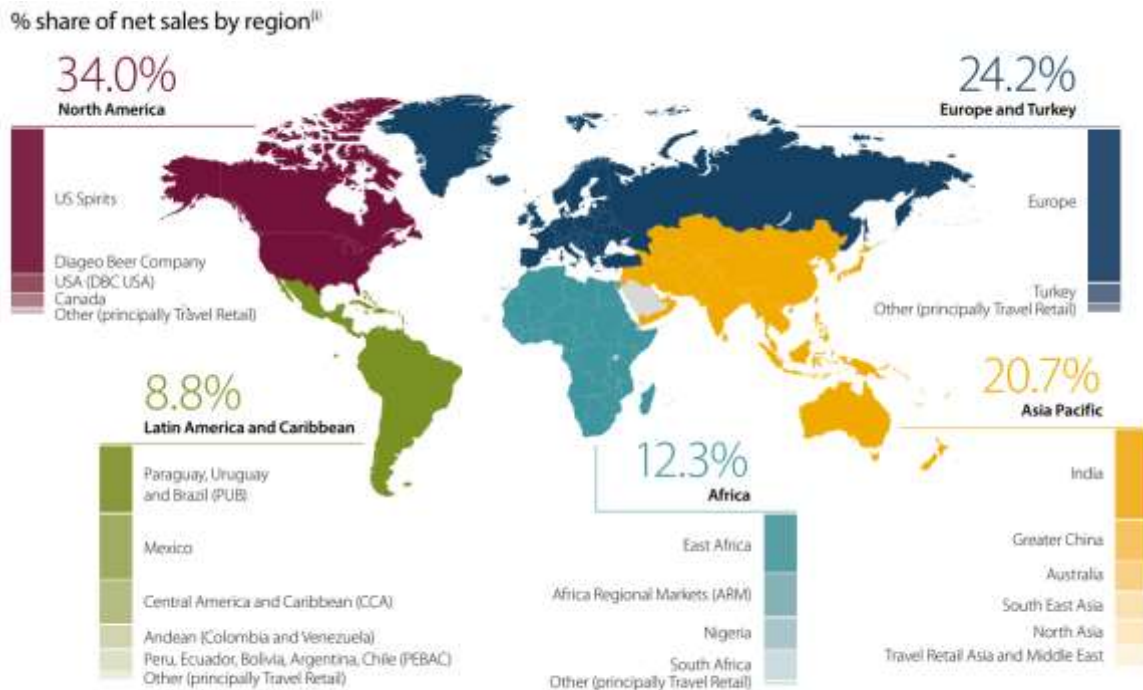 % share of net sales by region(i)
34.0%
North America
US Spirits
Diageo Beer Company
USA (DBC USA)
Canada
Other (principally Travel Retail)
24.2%
Europe and Turkey
Europe
Turkey
Other (principally Travel Retail)
8.8%
Latin America and Caribbean
Paraguay, Uruguay
and Brazil (PUB)
Mexico
Central America and Caribbean (CCA)
Andean (Colombia and Venezuela)
Peru, Ecuador, Bolivia, Argentina, Chile (PEBAC)
Other (principally Travel Retail)
12.3%
Africa
East Africa
Africa Regional Markets (ARM)
Nigeria
South Africa
Other (principally Travel Retail)
20.7%
Asia Pacific
India
Greater China
Australia
South East Asia
North Asia
Travel Retail Asia and Middle East